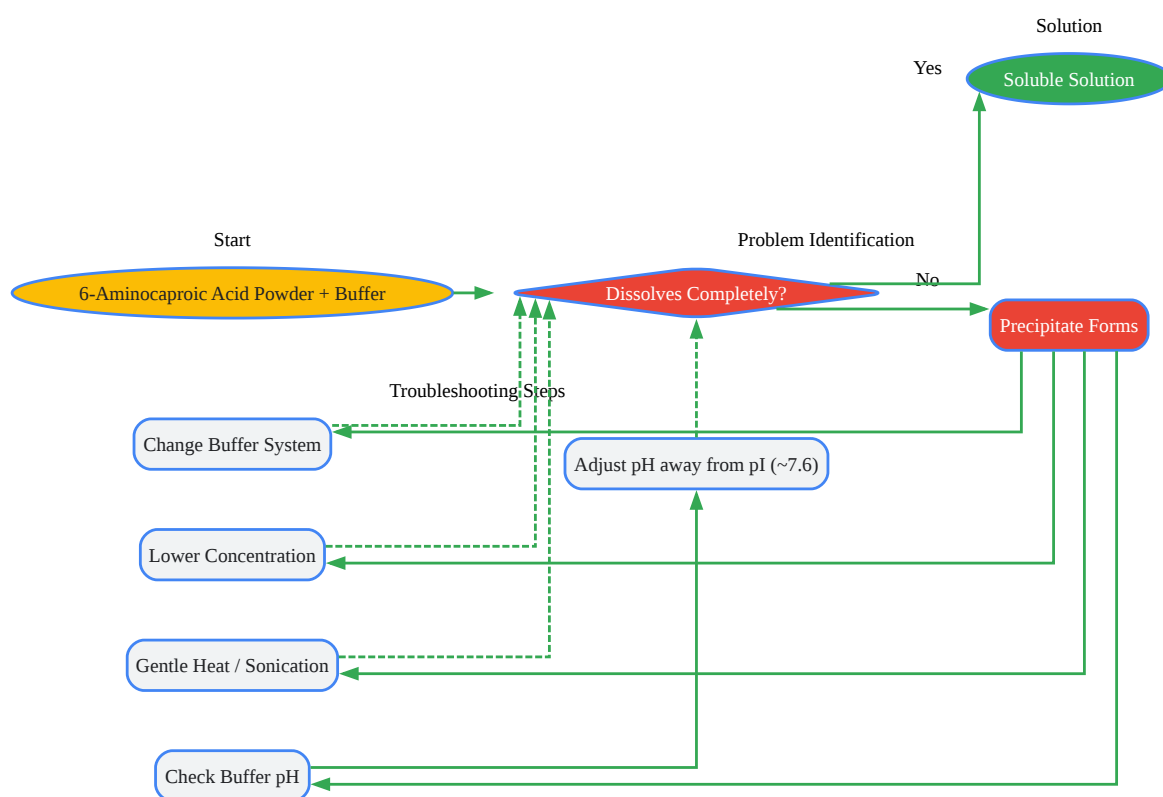 Solution
Yes
Soluble Solution
Start
Problem Identification
6-Aminocaproic Acid Powder + Buffer
Dissolves Completely?
No
Precipitate Forms
Troubleshooting Steps
Change Buffer System
Adjust pH away from pI (~7.6)
Lower Concentration
Gentle Heat / Sonication
Check Buffer pH